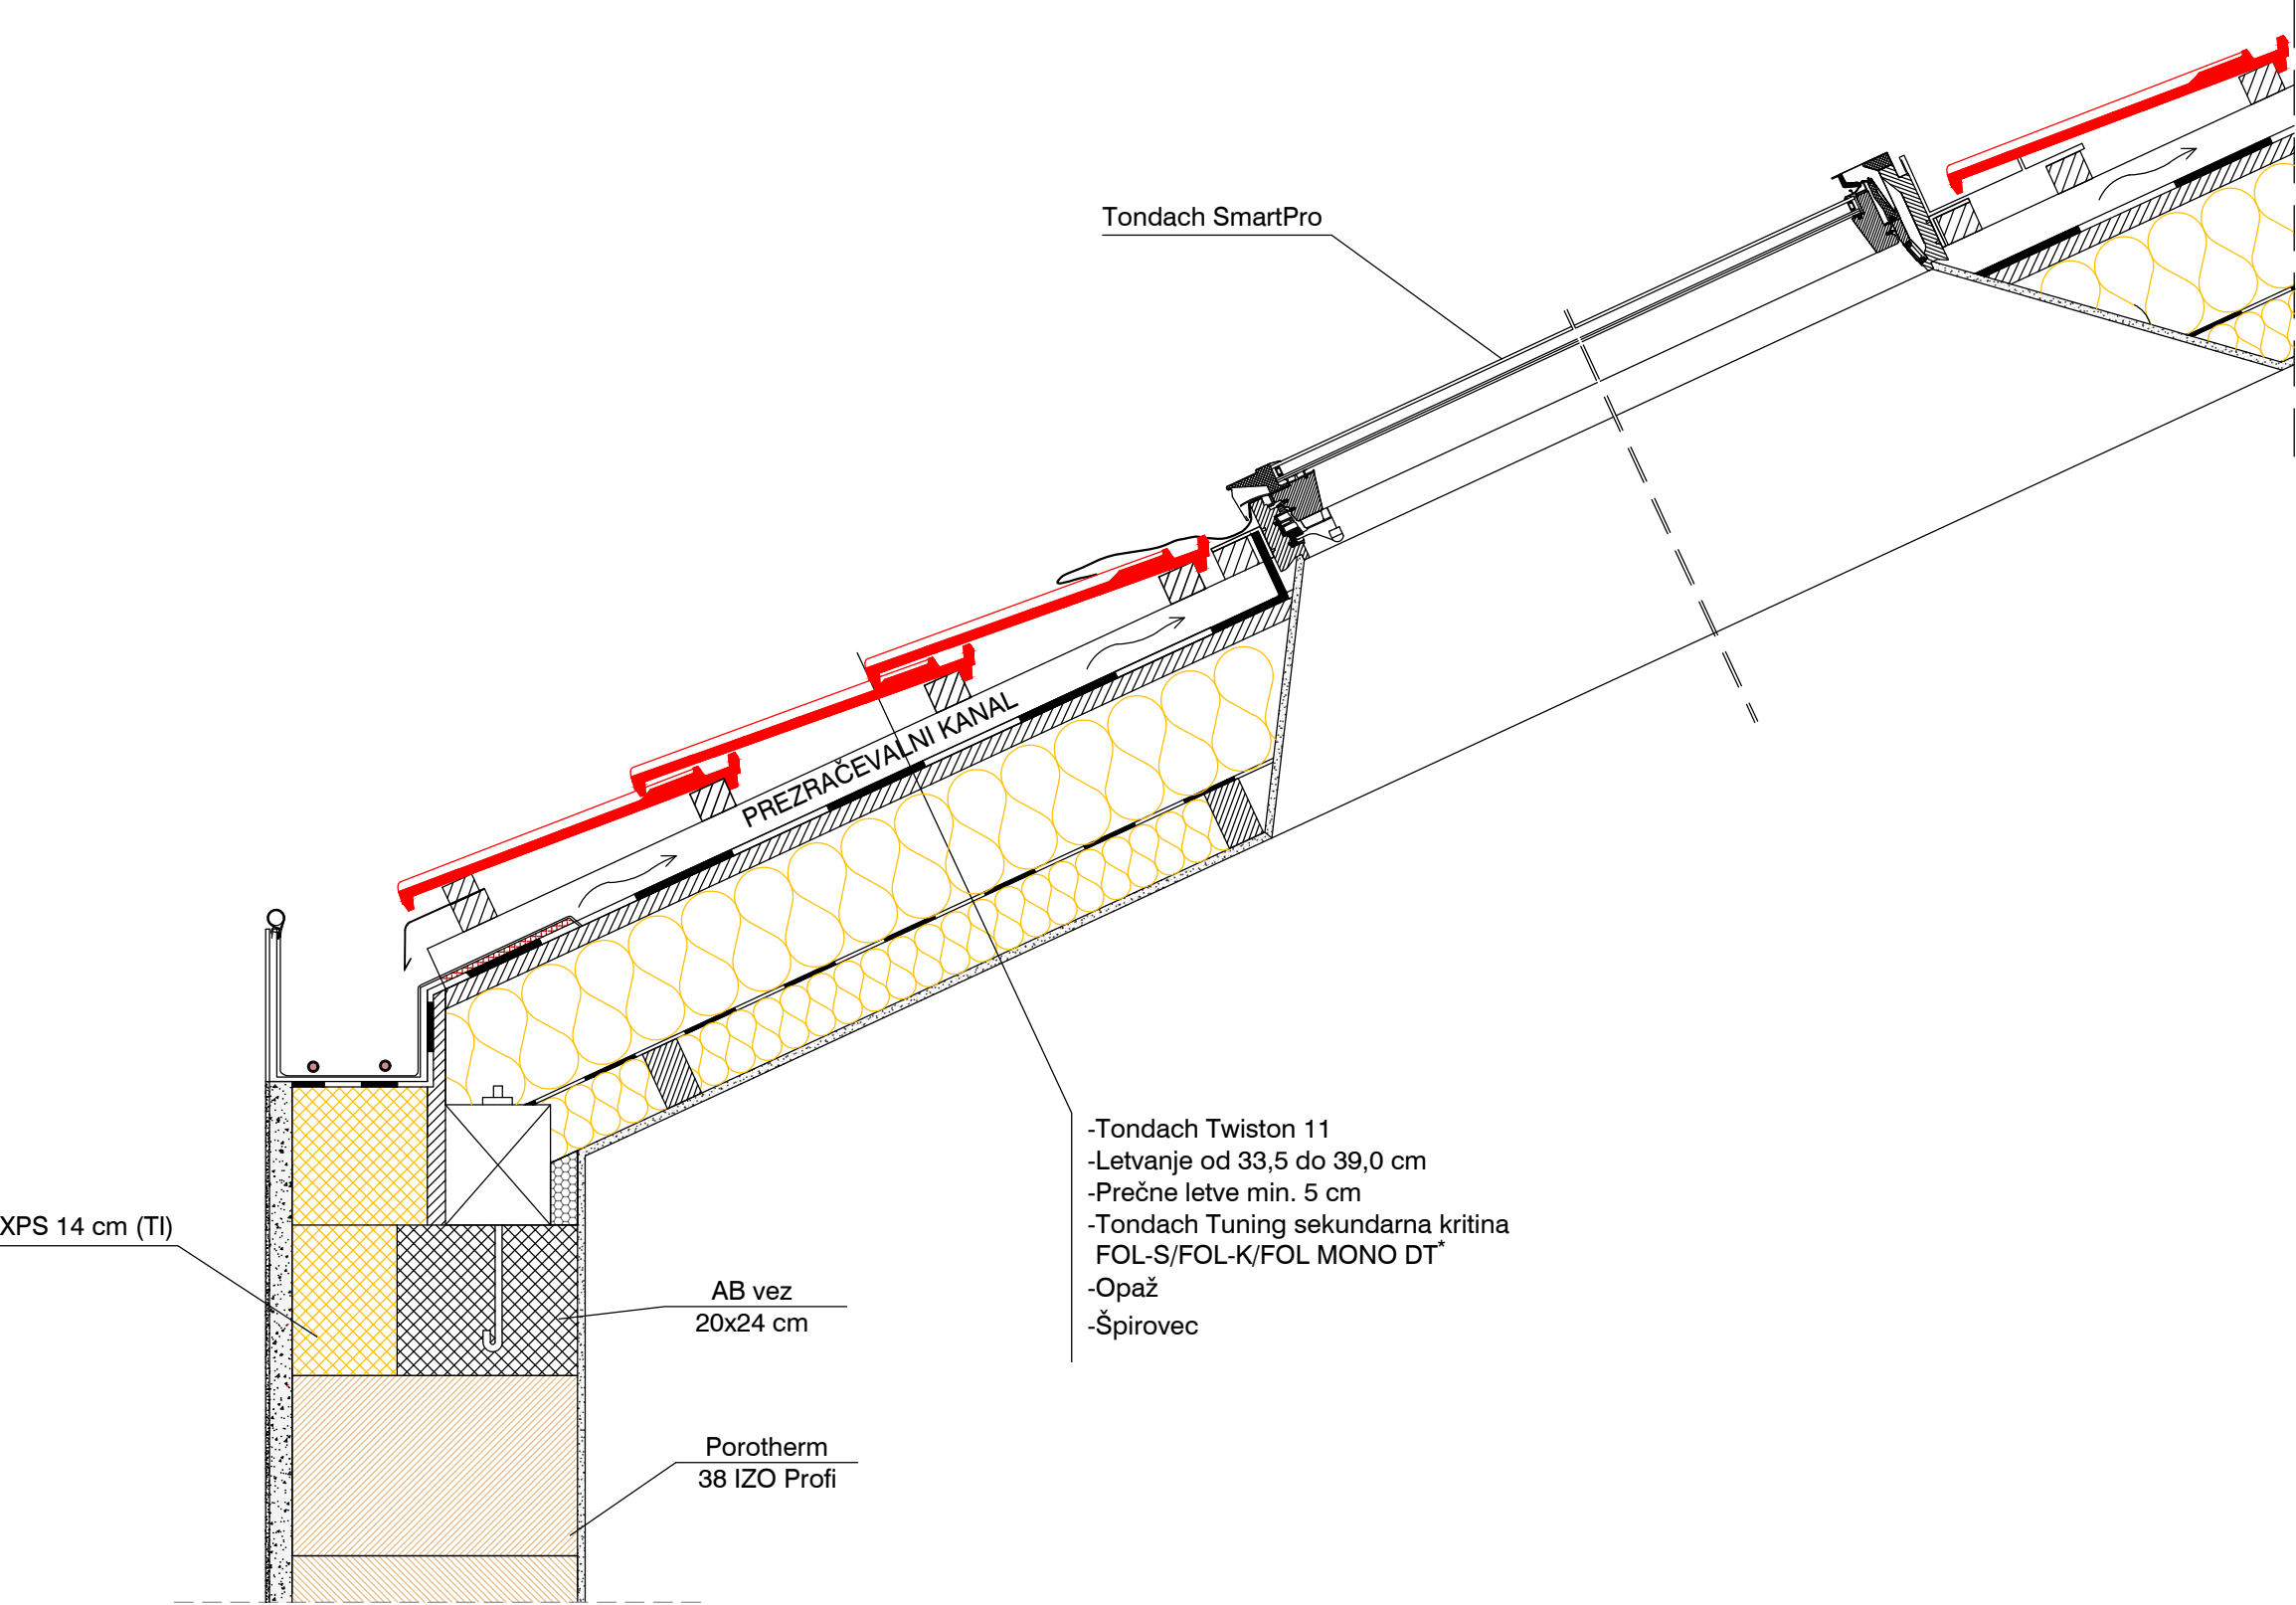 Tondach SmartPro
PREZRAČEVALNI KANAL
-Tondach Twiston 11
-Letvanje od 33,5 do 39,0 cm
-Prečne letve min. 5 cm
-Tondach Tuning sekundarna kritina
FOL-S/FOL-K/FOL MONO DT*
-Opaž
-Špirovec
XPS 14 cm (TI)
AB vez
20x24 cm
Porotherm
38 IZO Profi